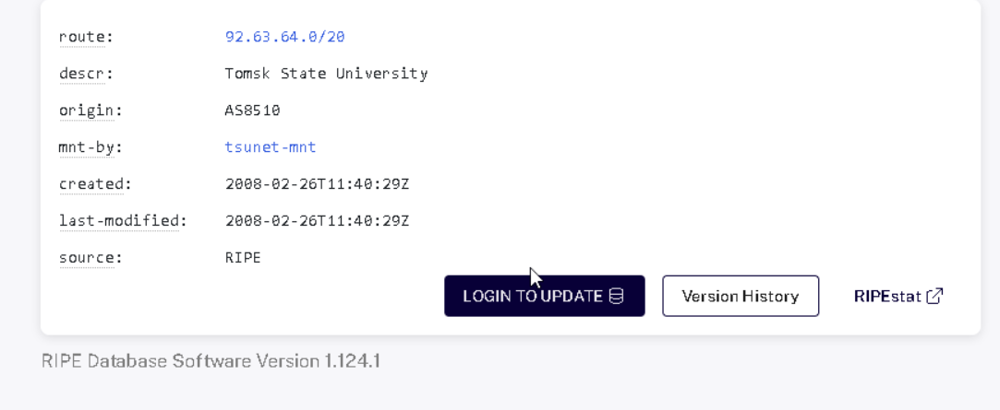 route: 92.63.64.0/20
descr: Tomsk State University
origin: AS8510
mnt-by: tsunet-mnt
created: 2008-02-26T11:40:29Z
last-modified: 2008-02-26T11:40:29Z
source: RIPE
LOGIN TO UPDATE Version History RIPEstat
RIPE Database Software Version 1.124.1